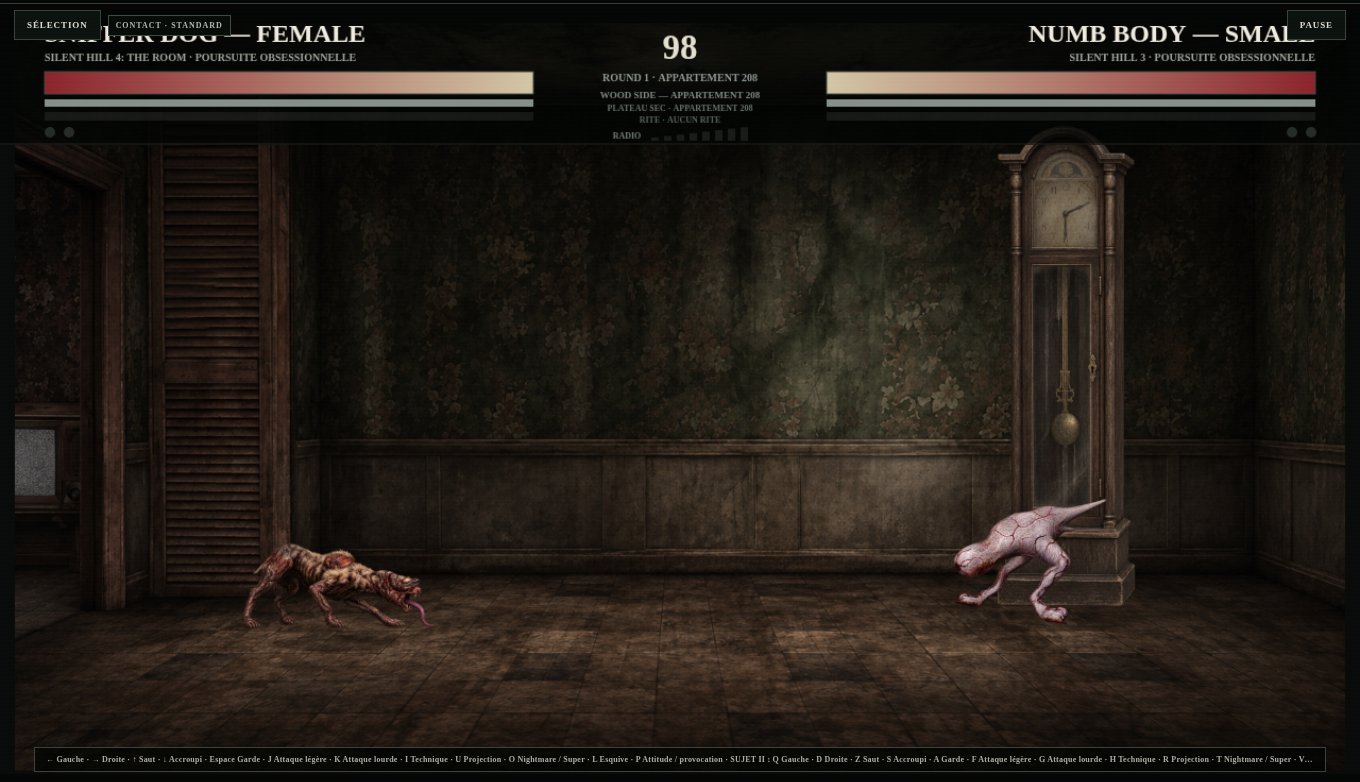 SÉLECTION
CONTACT · STANDARD
PAUSE
SNIFFER DOG — FEMALE
SILENT HILL 4: THE ROOM · POURSUITE OBSESSIONNELLE
98
ROUND 1 · APPARTEMENT 208
WOOD SIDE — APPARTEMENT 208
PLATEAU SEC · APPARTEMENT 208
RITE · AUCUN RITE
RADIO
NUMB BODY — SMALL
SILENT HILL 3 · POURSUITE OBSESSIONNELLE
← Gauche · → Droite · ↑ Saut · ↓ Accroupi · Espace Garde · J Attaque légère · K Attaque lourde · I Technique · U Projection · O Nightmare / Super · L Esquive · P Attitude / provocation · SUJET II : Q Gauche · D Droite · Z Saut · S Accroupi · A Garde · F Attaque légère · G Attaque lourde · H Technique · R Projection · T Nightmare / Super · V…